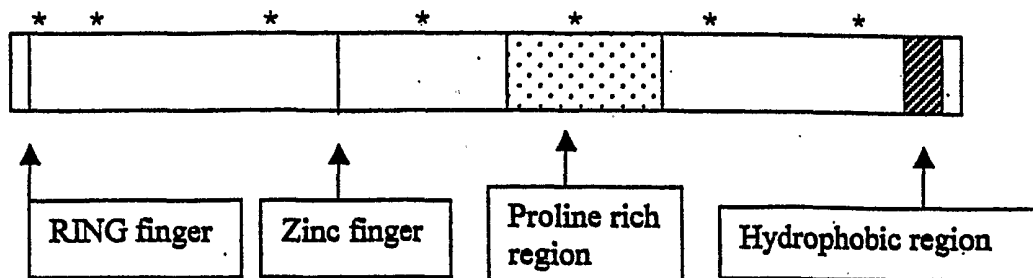 * * * * * * *
RING finger
Zinc finger
Proline rich
region
Hydrophobic region